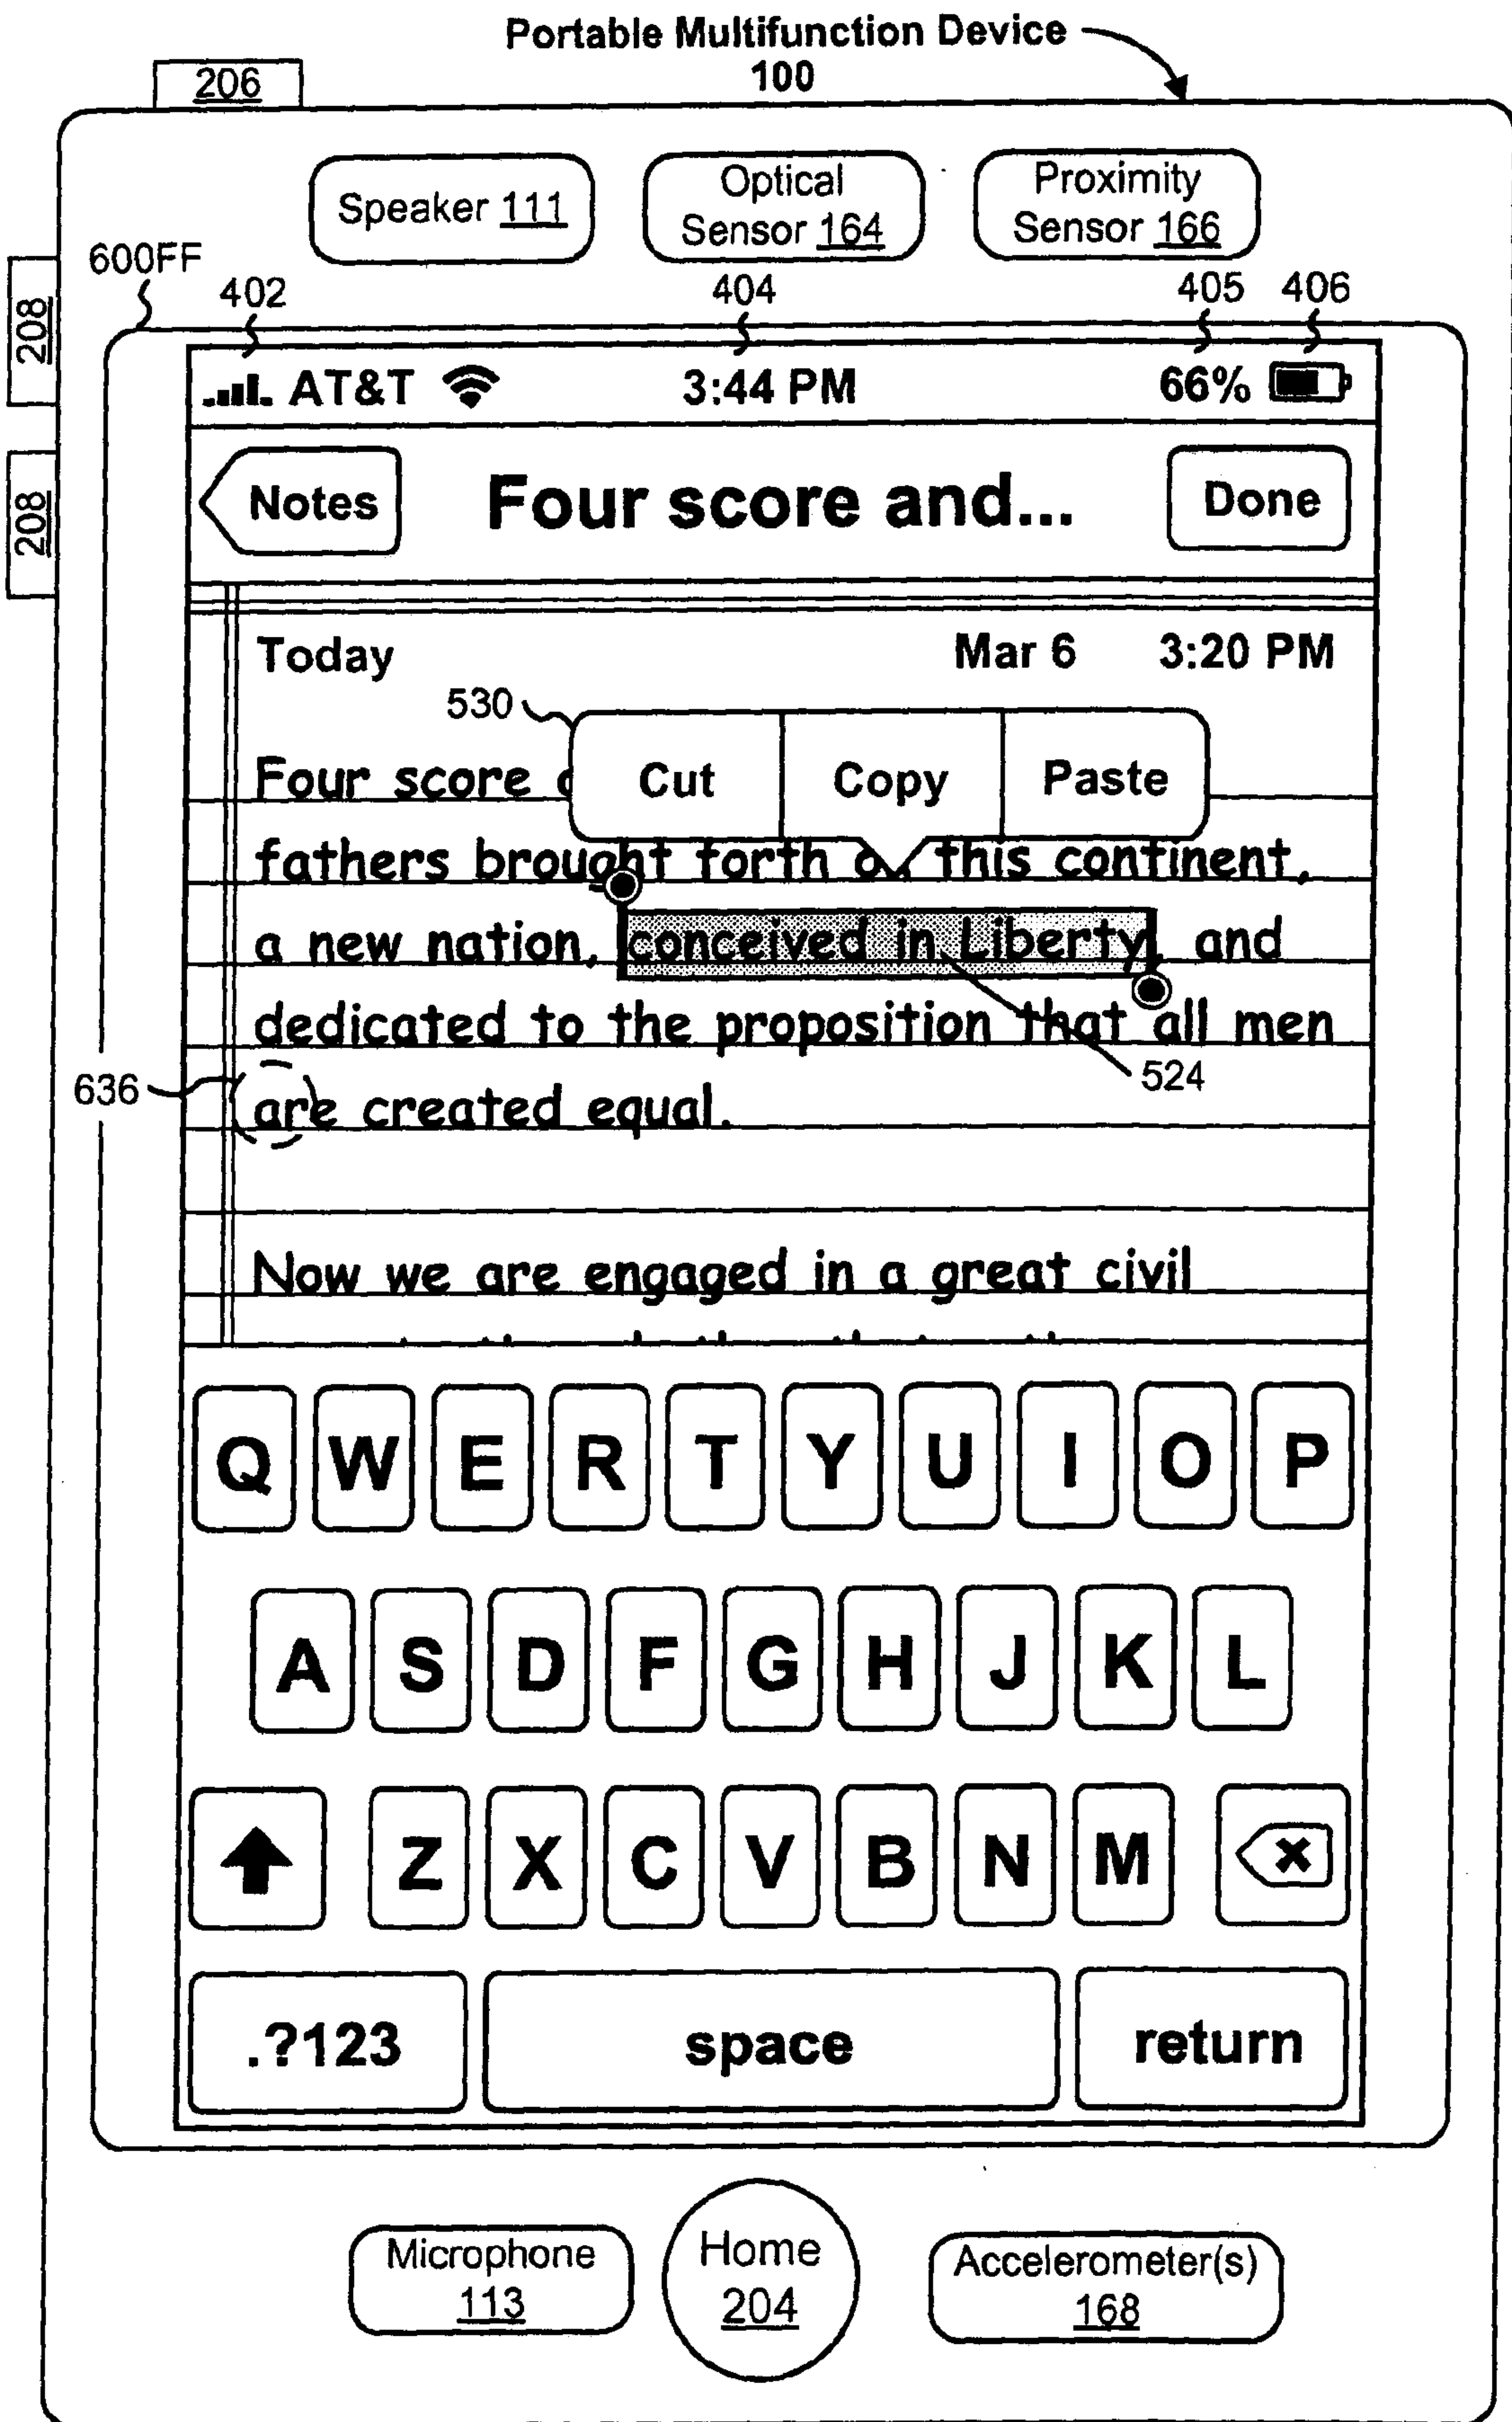 Portable Multifunction Device
100
206
Speaker 111
Optical
Sensor 164
Proximity
Sensor 166
600FF
402
404
405
406
208
208
AT&T
3:44 PM
66%
Notes
Four score and...
Done
Today
Mar 6
3:20 PM
530
Cut
Copy
Paste
Four score
fathers brought forth this continent,
a new nation, conceived in Liberty, and
dedicated to the proposition that all men
524
636
are created equal.
Now we are engaged in a great civil
Q W E R T Y U I O P
A S D F G H J K L
Z X C V B N M
.?123
space
return
Microphone
113
Home
204
Accelerometer(s)
168